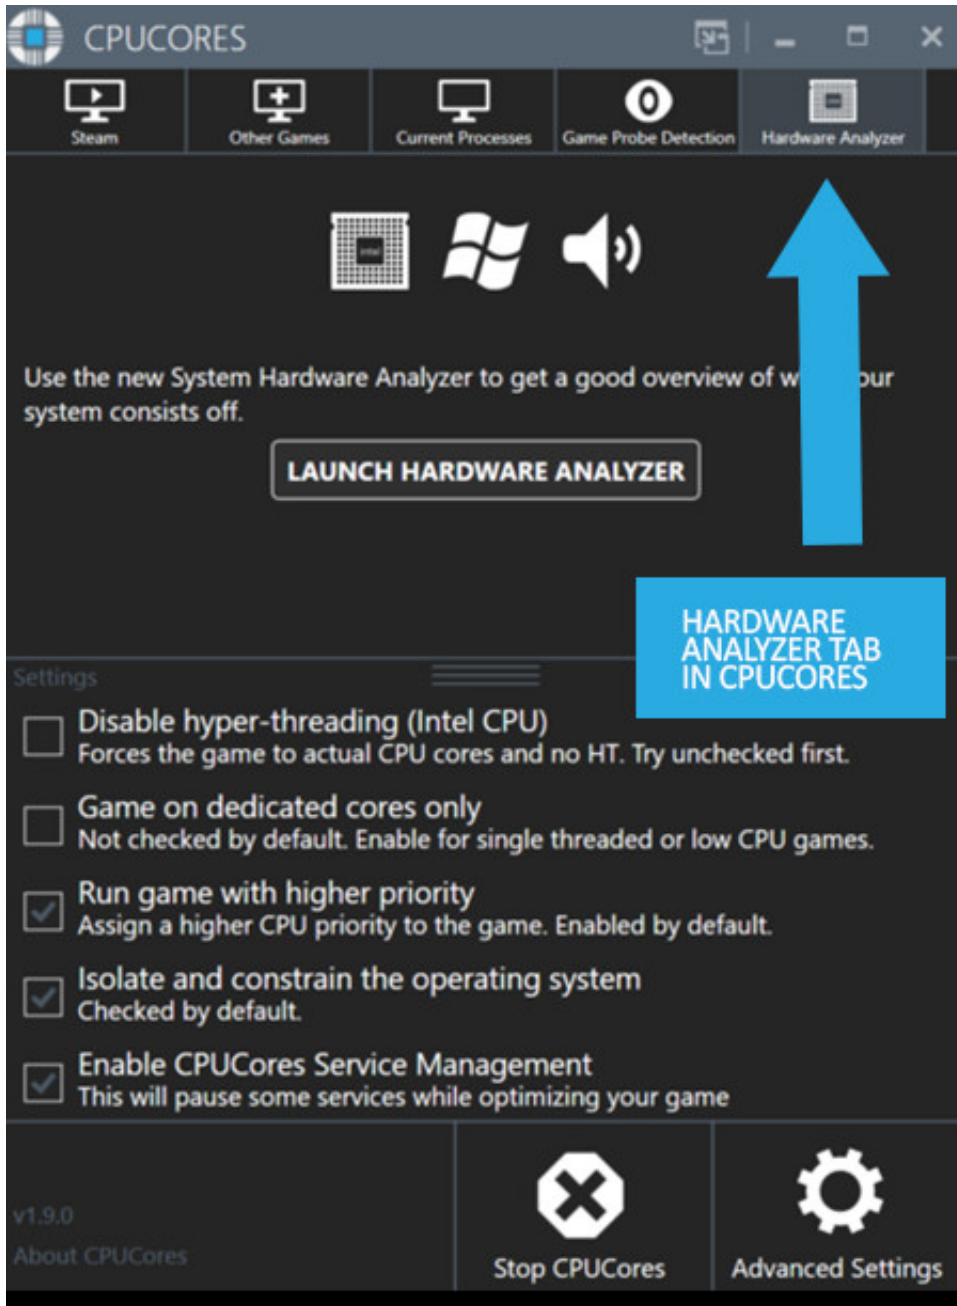 CPUCORES
Steam
Other Games
Current Processes
Game Probe Detection
Hardware Analyzer
intel
Use the new System Hardware Analyzer to get a good overview of w our
system consists off.
LAUNCH HARDWARE ANALYZER
HARDWARE
ANALYZER TAB
IN CPUCORES
Settings
Disable hyper-threading (Intel CPU)
Forces the game to actual CPU cores and no HT. Try unchecked first.
Game on dedicated cores only
Not checked by default. Enable for single threaded or low CPU games.
Run game with higher priority
Assign a higher CPU priority to the game. Enabled by default.
Isolate and constrain the operating system
Checked by default.
Enable CPUCores Service Management
This will pause some services while optimizing your game
v1.9.0
About CPUCores
Stop CPUCores
Advanced Settings